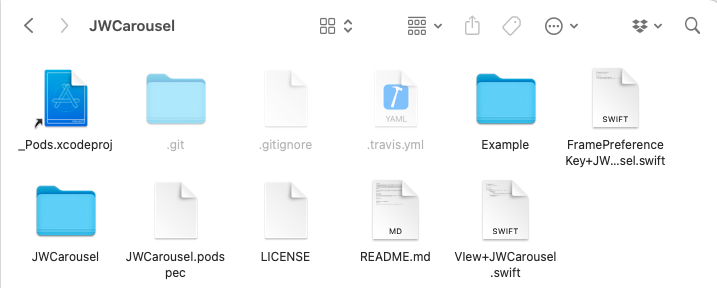 JWCarousel
_Pods.xcodeproj
.git
.gitignore
YAML
.travis.yml
Example
SWIFT
FramePreference
Key+JW...sel.swift
JWCarousel
JWCarousel.pods
pec
LICENSE
MD
README.md
SWIFT
VIew+JWCarousel
.swift